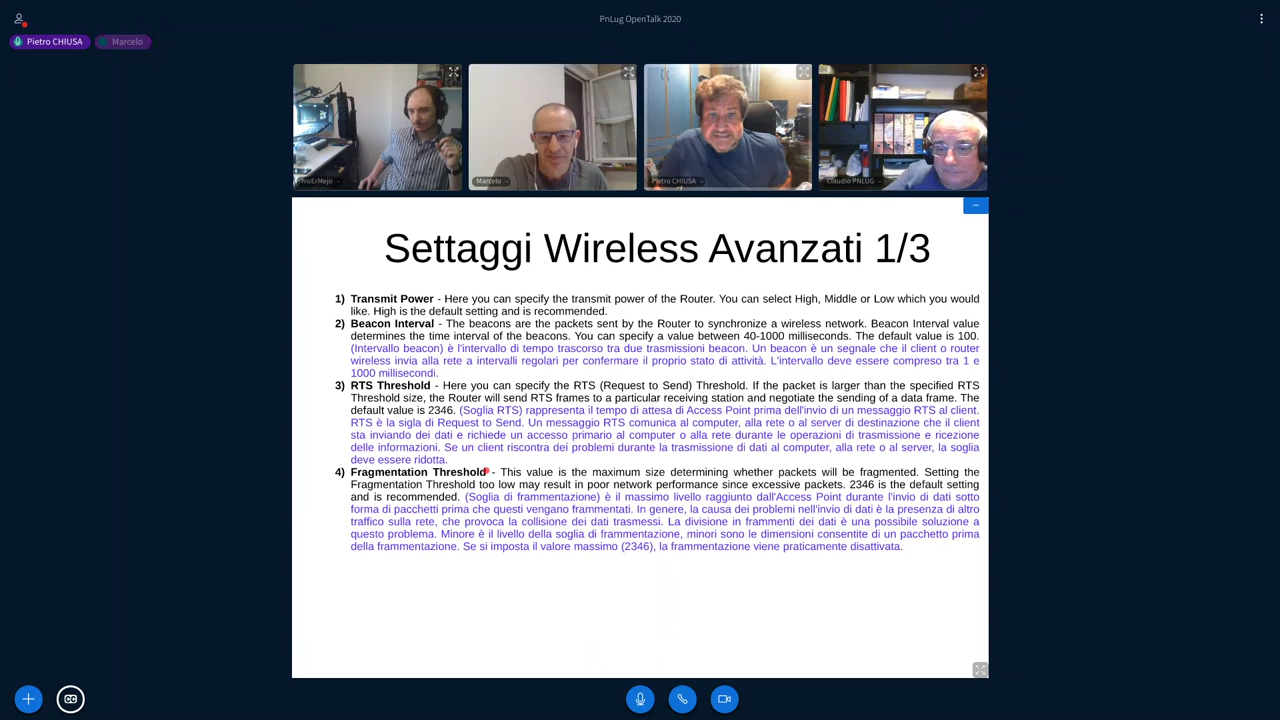 PnLug OpenTalk 2020
Pietro CHIUSA
Marcelo
IvoErMejo
Marcelo
Pietro CHIUSA
Claudio PNLUG
Settaggi Wireless Avanzati 1/3
1) Transmit Power - Here you can specify the transmit power of the Router. You can select High, Middle or Low which you would
like. High is the default setting and is recommended.
2) Beacon Interval - The beacons are the packets sent by the Router to synchronize a wireless network. Beacon Interval value
determines the time interval of the beacons. You can specify a value between 40-1000 milliseconds. The default value is 100.
(Intervallo beacon) è l'intervallo di tempo trascorso tra due trasmissioni beacon. Un beacon è un segnale che il client o router
wireless invia alla rete a intervalli regolari per confermare il proprio stato di attività. L'intervallo deve essere compreso tra 1 e
1000 millisecondi.
3) RTS Threshold - Here you can specify the RTS (Request to Send) Threshold. If the packet is larger than the specified RTS
Threshold size, the Router will send RTS frames to a particular receiving station and negotiate the sending of a data frame. The
default value is 2346. (Soglia RTS) rappresenta il tempo di attesa di Access Point prima dell'invio di un messaggio RTS al client.
RTS è la sigla di Request to Send. Un messaggio RTS comunica al computer, alla rete o al server di destinazione che il client
sta inviando dei dati e richiede un accesso primario al computer o alla rete durante le operazioni di trasmissione e ricezione
delle informazioni. Se un client riscontra dei problemi durante la trasmissione di dati al computer, alla rete o al server, la soglia
deve essere ridotta.
4) Fragmentation Threshold - This value is the maximum size determining whether packets will be fragmented. Setting the
Fragmentation Threshold too low may result in poor network performance since excessive packets. 2346 is the default setting
and is recommended. (Soglia di frammentazione) è il massimo livello raggiunto dall'Access Point durante l'invio di dati sotto
forma di pacchetti prima che questi vengano frammentati. In genere, la causa dei problemi nell'invio di dati è la presenza di altro
traffico sulla rete, che provoca la collisione dei dati trasmessi. La divisione in frammenti dei dati è una possibile soluzione a
questo problema. Minore è il livello della soglia di frammentazione, minori sono le dimensioni consentite di un pacchetto prima
della frammentazione. Se si imposta il valore massimo (2346), la frammentazione viene praticamente disattivata.
CC